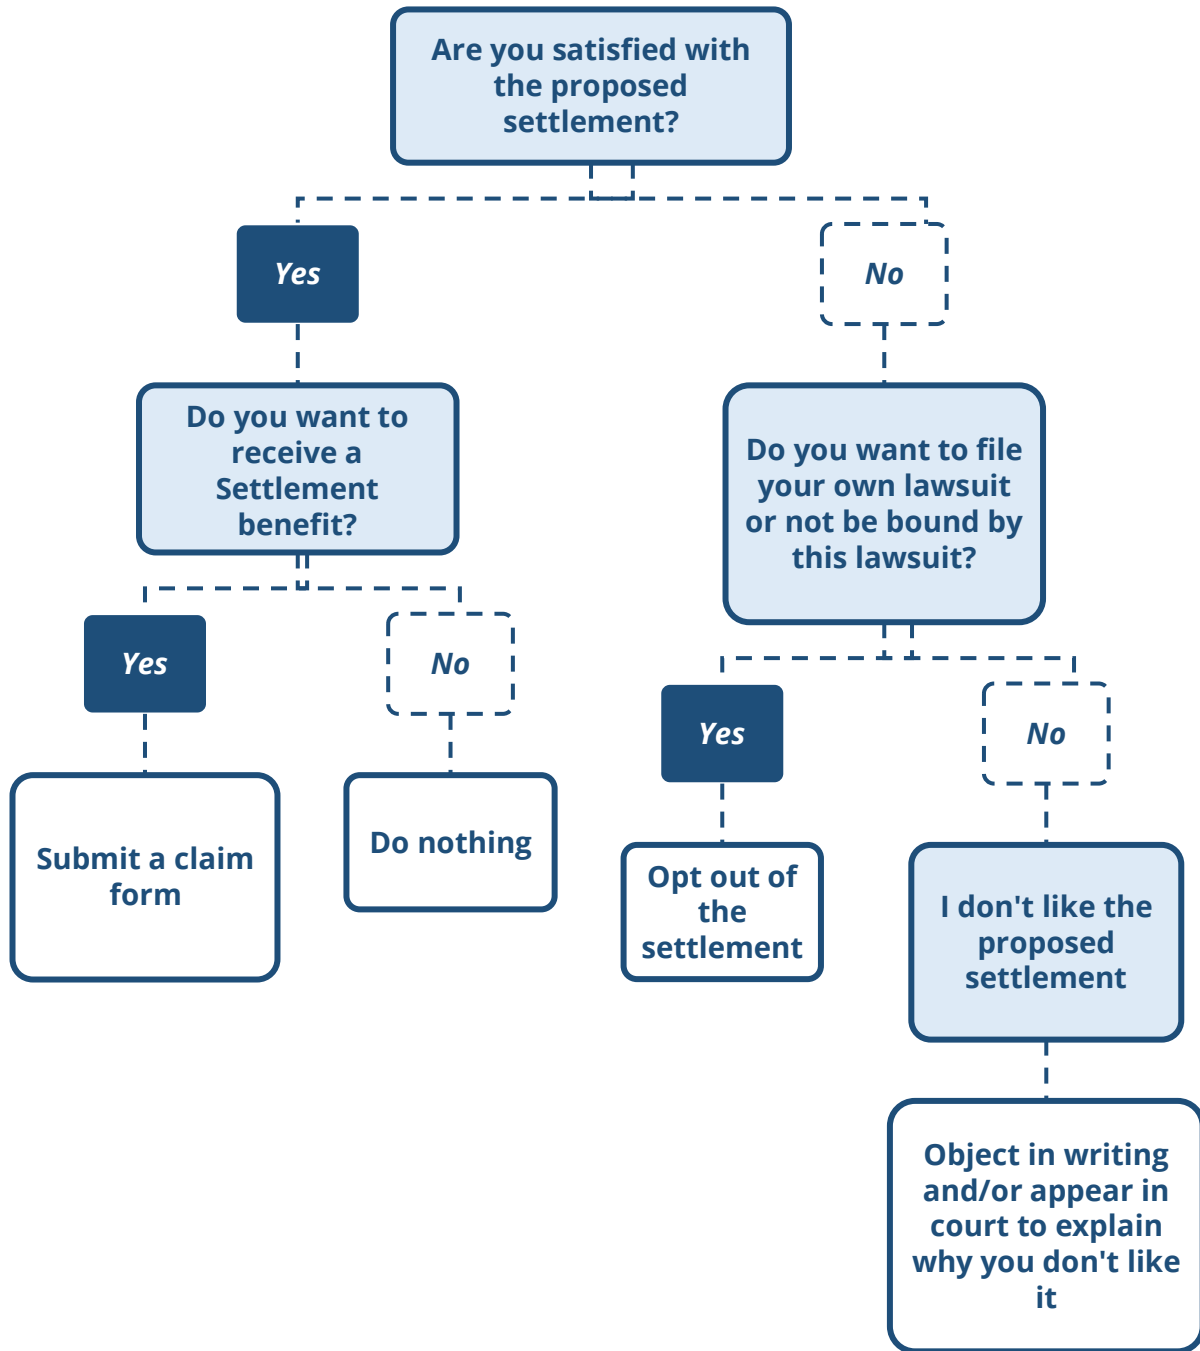 Are you satisfied with
the proposed
settlement?
Yes
No
Do you want to
receive a
Settlement
benefit?
Do you want to file
your own lawsuit
or not be bound by
this lawsuit?
Yes
No
Yes
No
Submit a claim
form
Do nothing
Opt out of
the
settlement
I don't like the
proposed
settlement
Object in writing
and/or appear in
court to explain
why you don't like
it